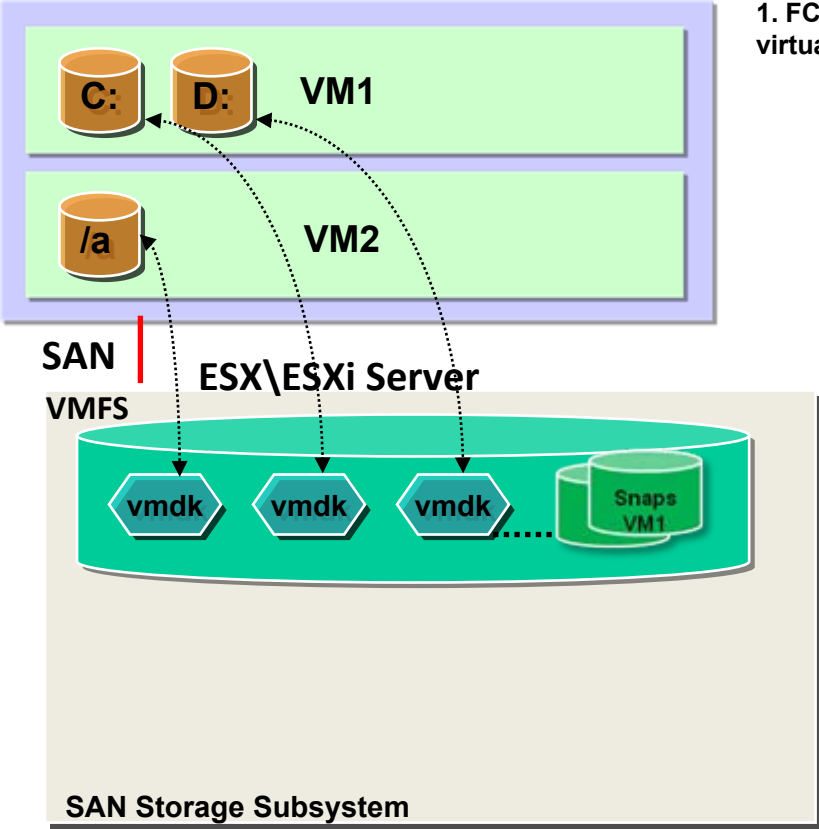 1. FC
virtua
C:
D:
VM1
/a
VM2
SAN
ESX\ESXi Server
VMFS
vmdk
vmdk
vmdk
......
Snaps
VM1
SAN Storage Subsystem